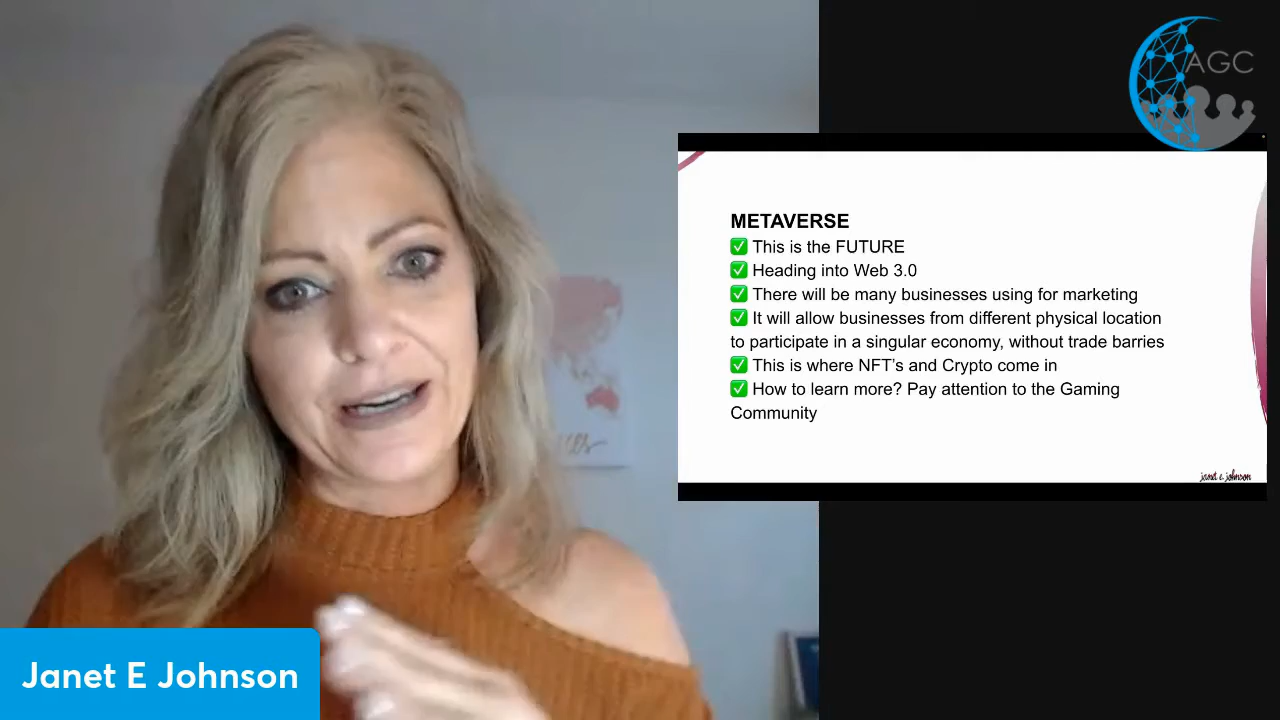 AGC
METAVERSE
✅ This is the FUTURE
✅ Heading into Web 3.0
✅ There will be many businesses using for marketing
✅ It will allow businesses from different physical location
to participate in a singular economy, without trade barries
✅ This is where NFT's and Crypto come in
✅ How to learn more? Pay attention to the Gaming
Community
janet e. johnson
Janet E Johnson